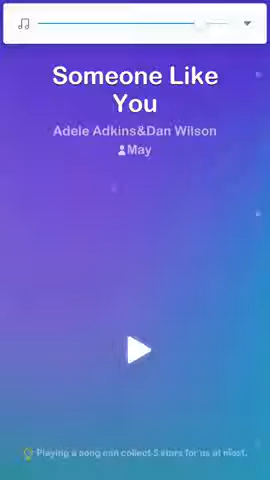 Someone Like
You
Adele Adkins&Dan Wilson
May
Playing a song can collect 5 stars for us at most.